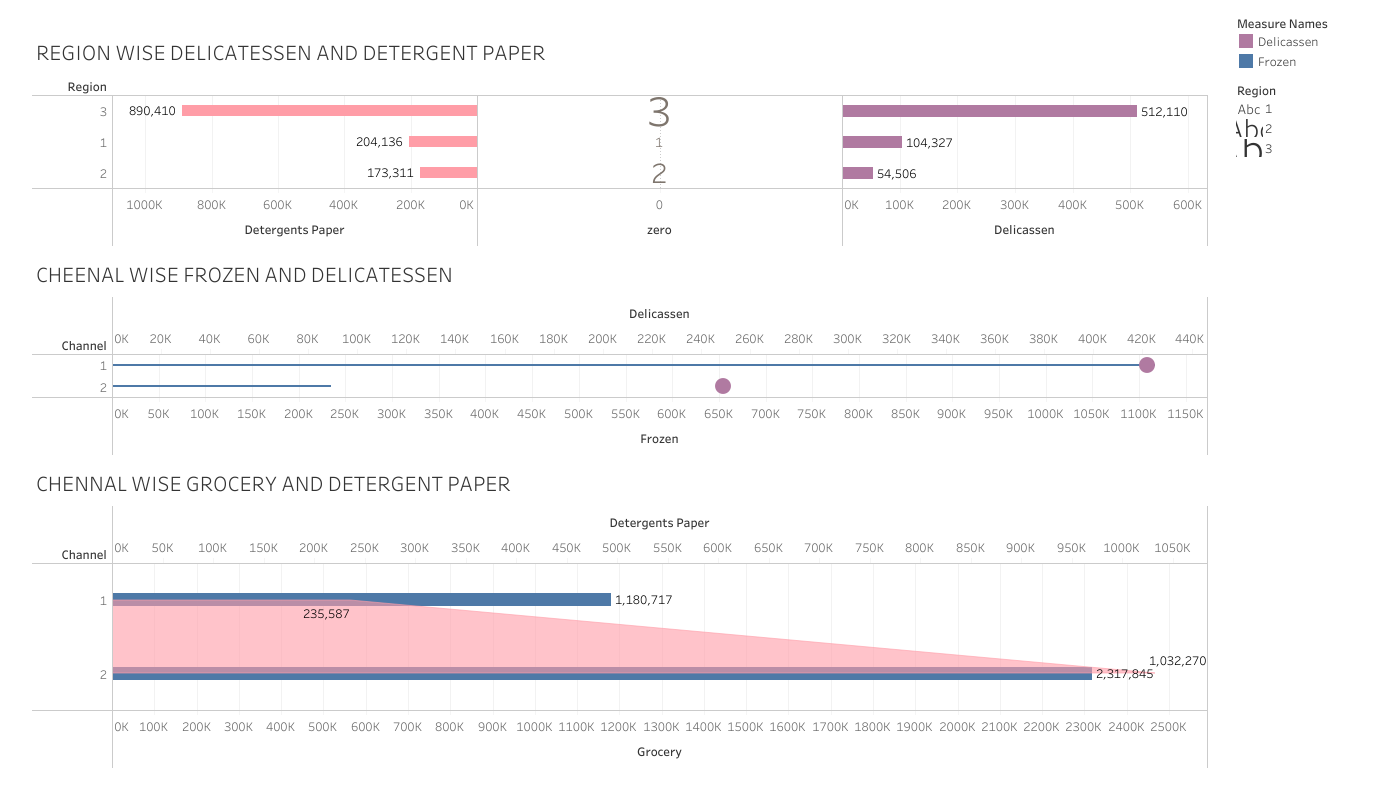 REGION WISE DELICATESSEN AND DETERGENT PAPER
Region
3 890,410 3 512,110
1 204,136 1 104,327
2 173,311 2 54,506
1000K 800K 600K 400K 200K 0K 0 0K 100K 200K 300K 400K 500K 600K
Detergents Paper zero Delicassen
CHEENAL WISE FROZEN AND DELICATESSEN
Delicassen
Channel 0K 20K 40K 60K 80K 100K 120K 140K 160K 180K 200K 220K 240K 260K 280K 300K 320K 340K 360K 380K 400K 420K 440K
1
2
0K 50K 100K 150K 200K 250K 300K 350K 400K 450K 500K 550K 600K 650K 700K 750K 800K 850K 900K 950K 1000K 1050K 1100K 1150K
Frozen
CHENNAL WISE GROCERY AND DETERGENT PAPER
Detergents Paper
Channel 0K 50K 100K 150K 200K 250K 300K 350K 400K 450K 500K 550K 600K 650K 700K 750K 800K 850K 900K 950K 1000K 1050K
1 1,180,717
235,587
1,032,270
2 2,317,845
0K 100K 200K 300K 400K 500K 600K 700K 800K 900K 1000K 1100K 1200K 1300K 1400K 1500K 1600K 1700K 1800K 1900K 2000K 2100K 2200K 2300K 2400K 2500K
Grocery
Measure Names
Delicassen
Frozen
Region
Abc 1
Abc 2
3